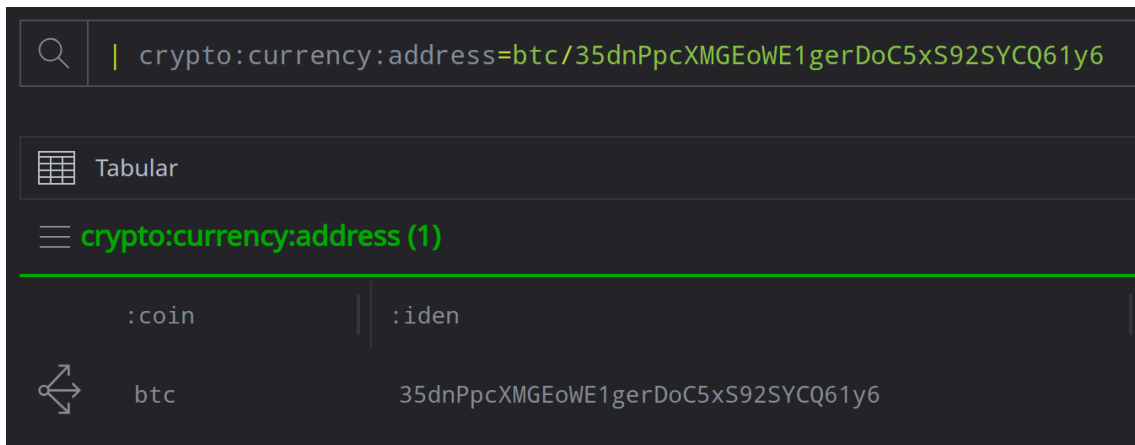 | crypto:currency:address=btc/35dnPpcXMGEoWE1gerDoC5xS92SYCQ61y6
Tabular
crypto:currency:address (1)
:coin :iden
btc 35dnPpcXMGEoWE1gerDoC5xS92SYCQ61y6